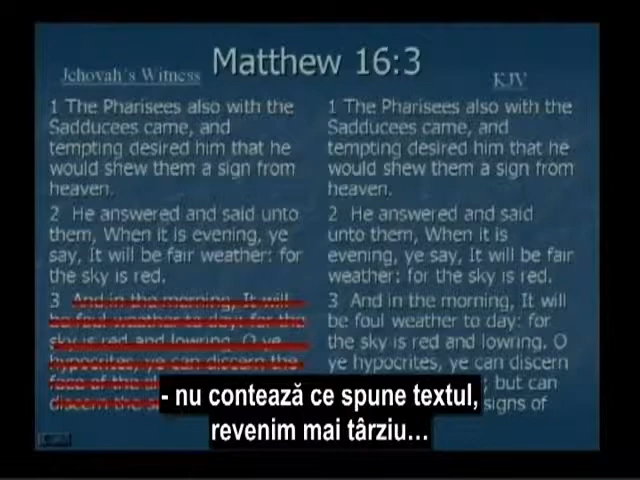 Matthew 16:3
Jehovah's Witness
1 The Pharisees also with the
Sadducees came, and
tempting desired him that he
would shew them a sign from
heaven.
2 He answered and said unto
them, When it is evening, ye
say, It will be fair weather: for
the sky is red.
3 And in the morning, It will
be foul weather to day: for the
sky is red and lowring. O ye
hypocrites, ye can discern the
face of the
discern the
KJV
1 The Pharisees also with the
Sadducees came, and
tempting desired him that he
would shew them a sign from
heaven.
2 He answered and said
unto them, When it is
evening, ye say, It will be fair
weather: for the sky is red.
3 And in the morning, It will
be foul weather to day: for
the sky is red and lowring. O
ye hypocrites, ye can discern
; but can
signs of
- nu contează ce spune textul,
revenim mai târziu…